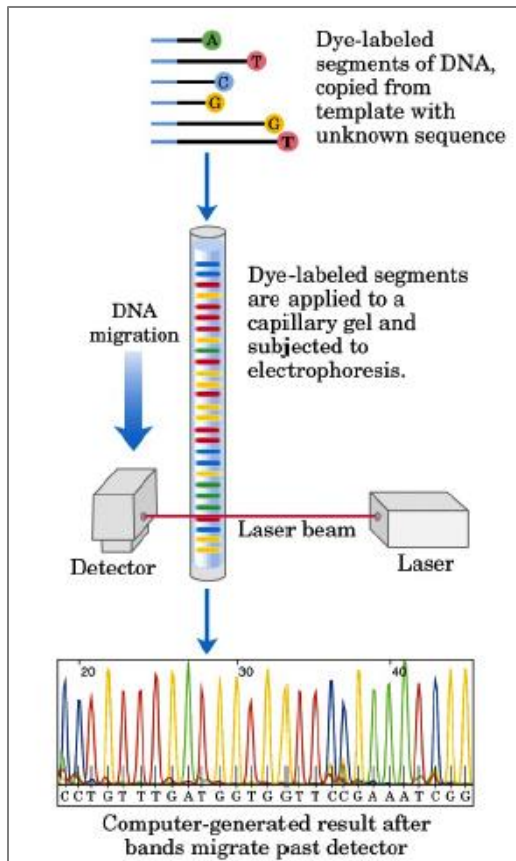 A
T
C
G
G
T
Dye-labeled
segments of DNA,
copied from
template with
unknown sequence
Dye-labeled segments
are applied to a
capillary gel and
subjected to
electrophoresis.
DNA
migration
Laser beam
Detector
Laser
20 30 40
C C T G T T T G A T G G T G G T T C C G A A A T C G G
Computer-generated result after
bands migrate past detector